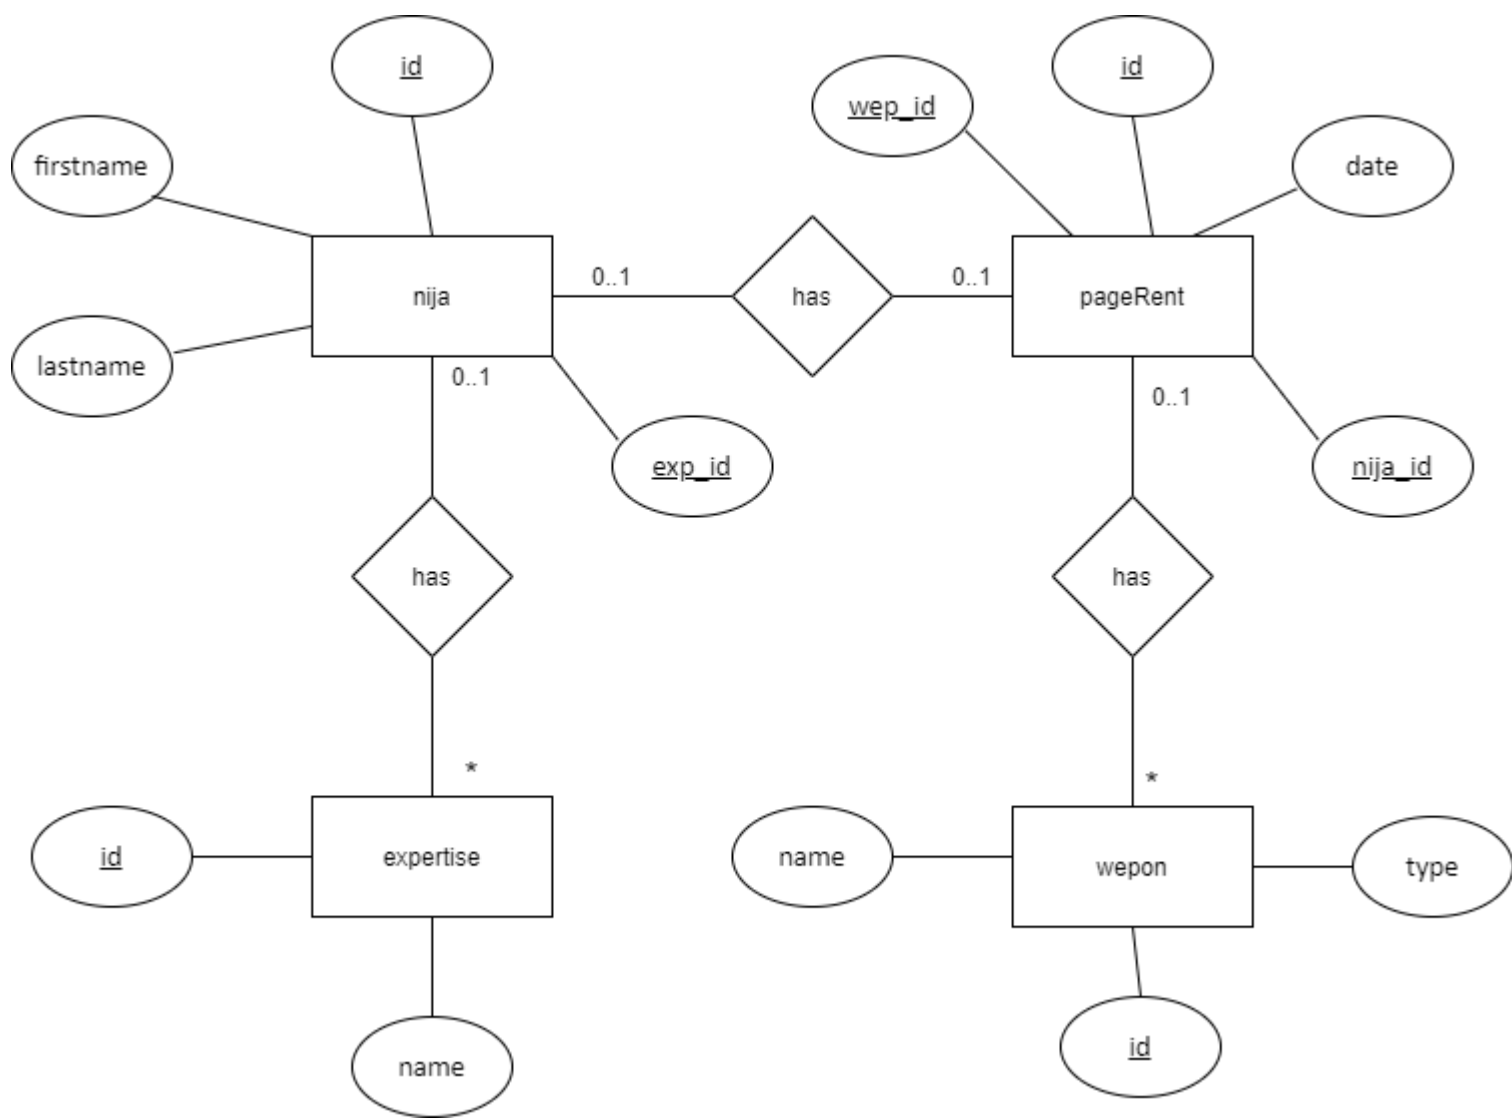 id
id
wep_id
firstname
date
nija
0..1
has
0..1
pageRent
lastname
0..1
0..1
exp_id
nija_id
has
has
*
*
id
expertise
name
wepon
type
id
name